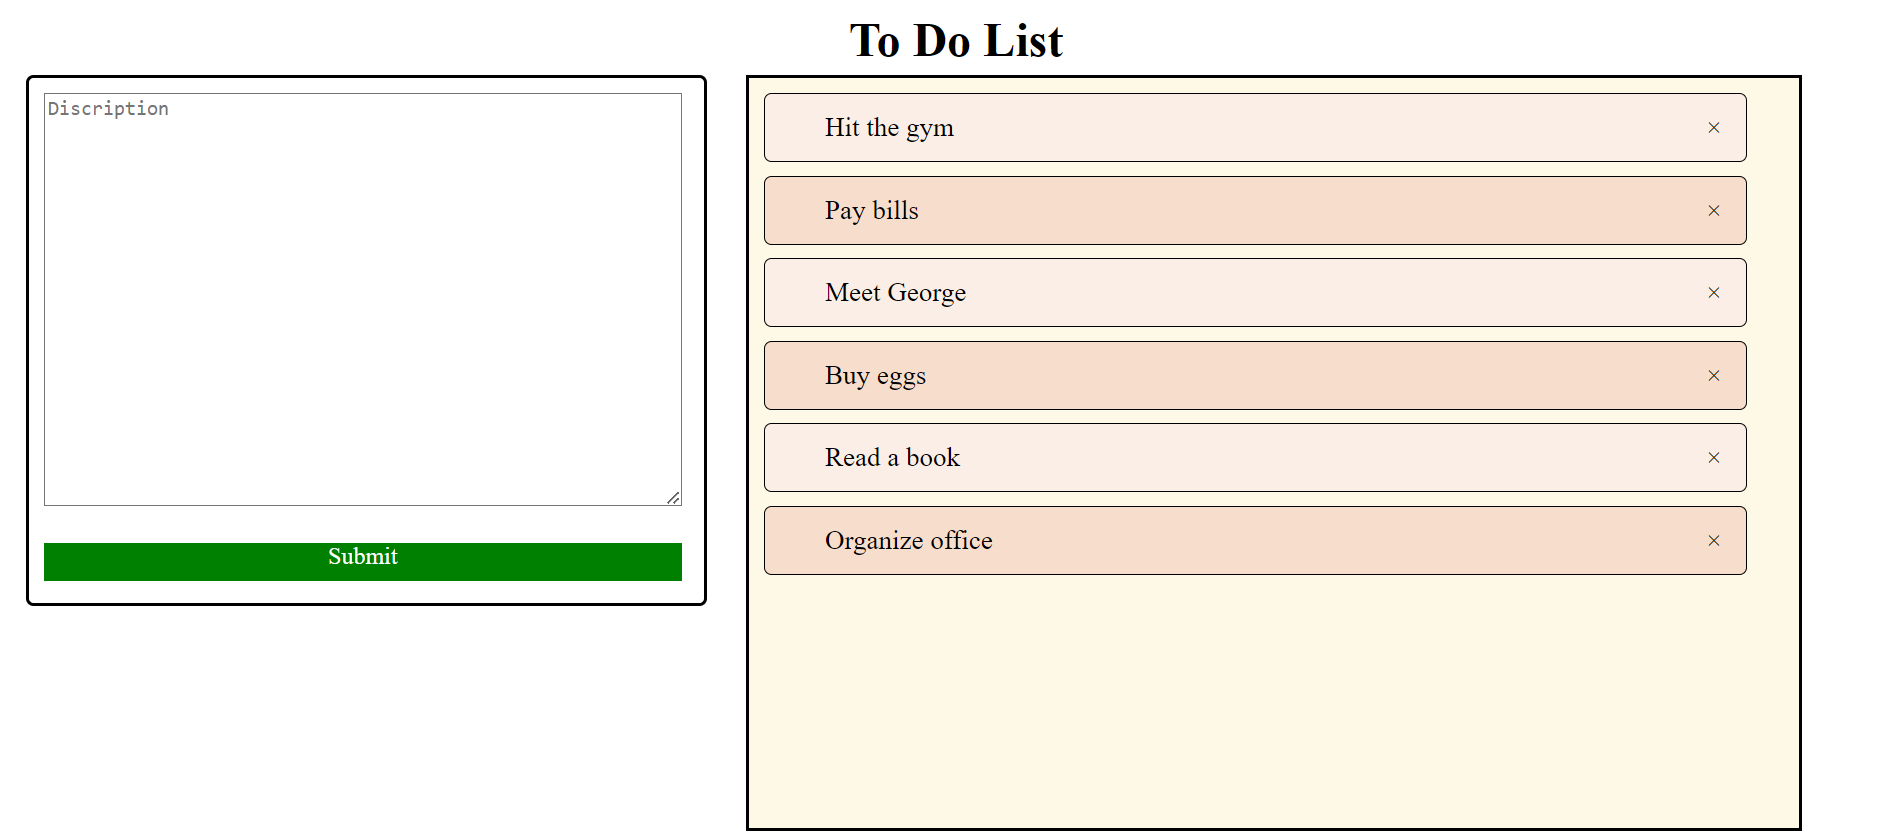 To Do List
Discription
Submit
Hit the gym ×
Pay bills ×
Meet George ×
Buy eggs ×
Read a book ×
Organize office ×